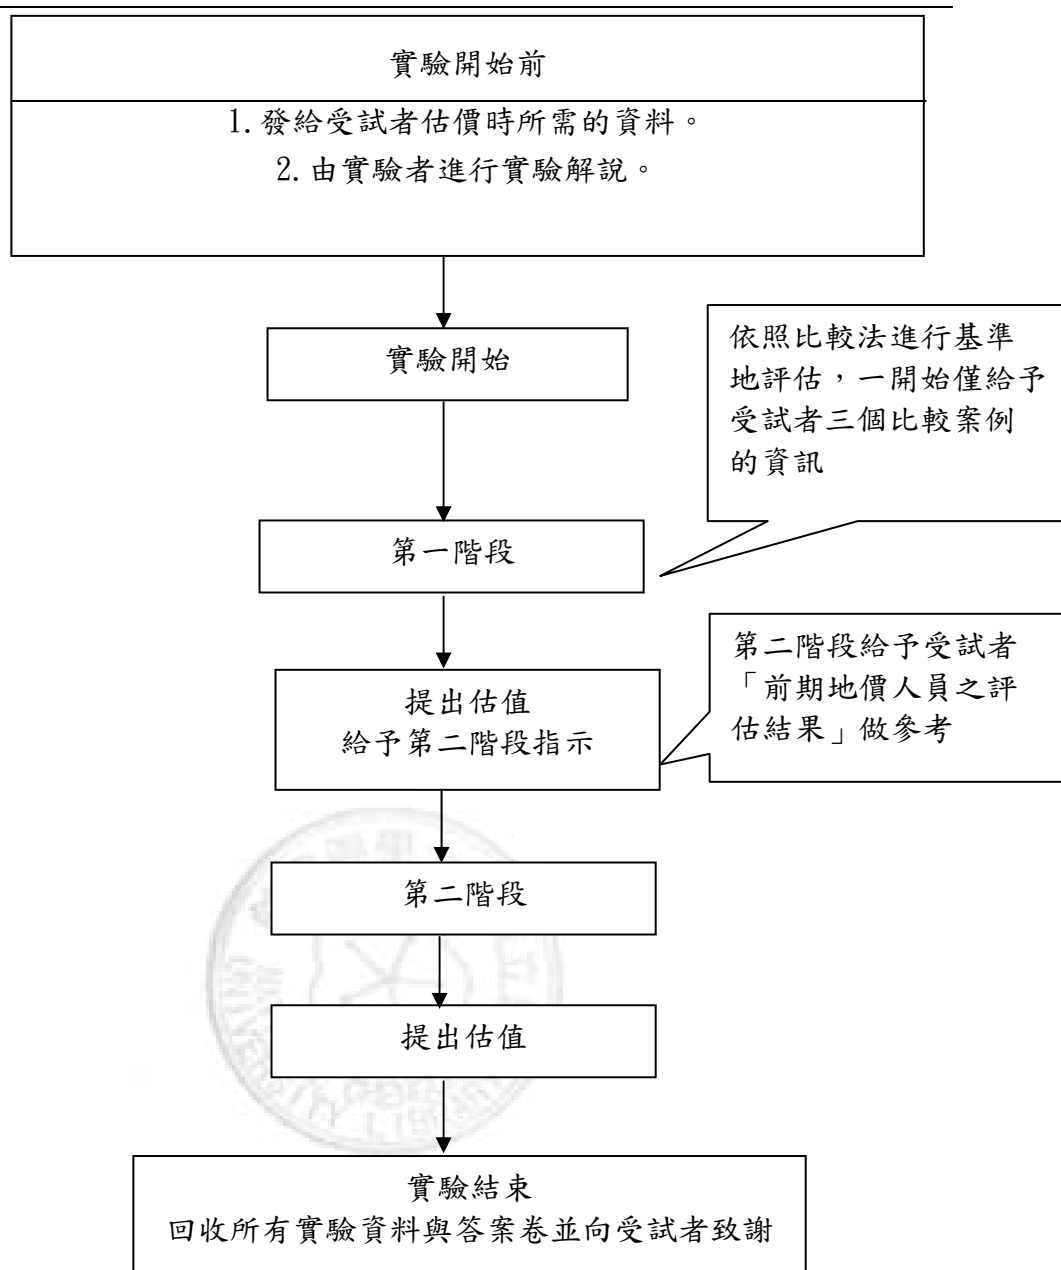 實驗開始前
1.發給受試者估價時所需的資料。
2.由實驗者進行實驗解說。
實驗開始
依照比較法進行基準
地評估，一開始僅給予
受試者三個比較案例
的資訊
第一階段
提出估值
給予第二階段指示
第二階段給予受試者
「前期地價人員之評
估結果」做參考
第二階段
提出估值
實驗結束
回收所有實驗資料與答案卷並向受試者致謝